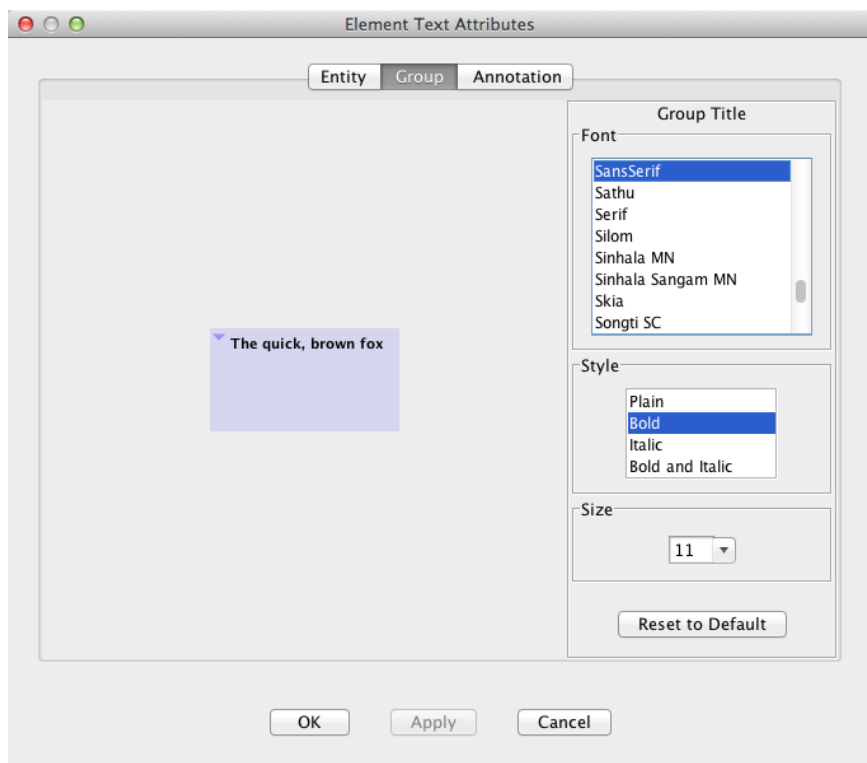 Element Text Attributes
Entity Group Annotation
Group Title
Font
SansSerif
Sathu
Serif
Silom
Sinhala MN
Sinhala Sangam MN
Skia
Songti SC
The quick, brown fox
Style
Plain
Bold
Italic
Bold and Italic
Size
11
Reset to Default
OK Apply Cancel